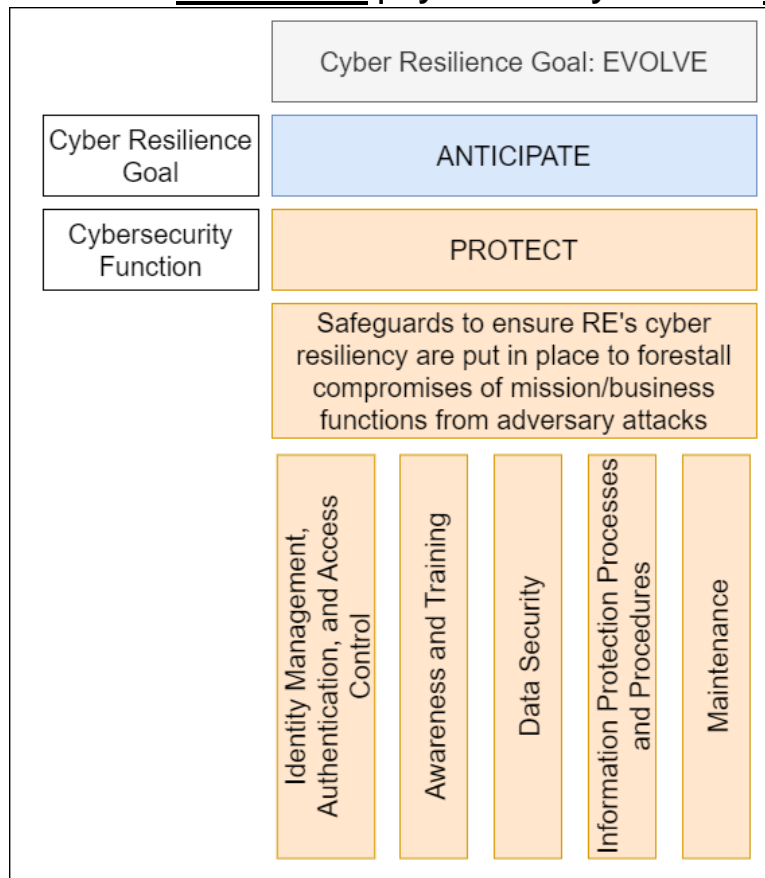 Cyber Resilience Goal: EVOLVE
Cyber Resilience
Goal
ANTICIPATE
Cybersecurity
Function
PROTECT
Safeguards to ensure RE's cyber
resiliency are put in place to forestall
compromises of mission/business
functions from adversary attacks
Identity Management,
Authentication, and Access
Control
Awareness and Training
Data Security
Information Protection Processes
and Procedures
Maintenance